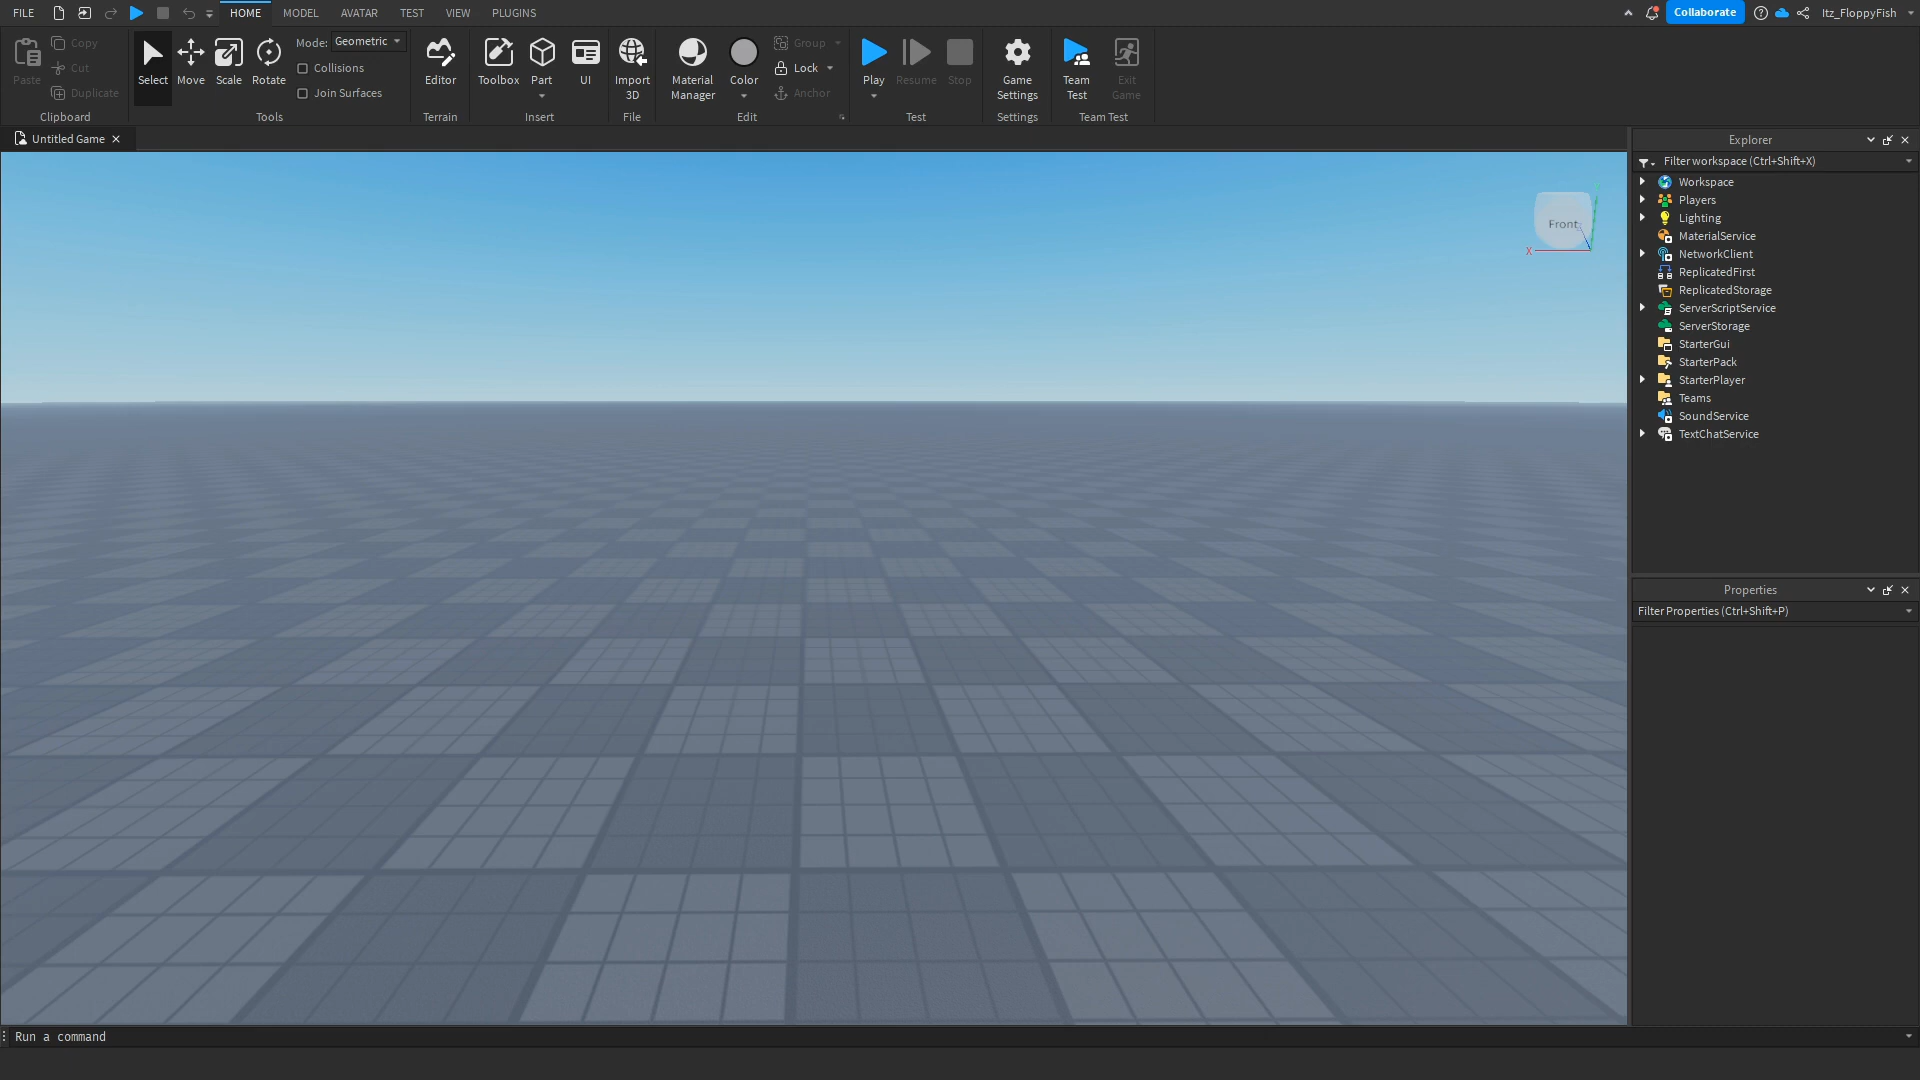 FILE HOME MODEL AVATAR TEST VIEW PLUGINS Collaborate Itz_FloppyFish
Paste Copy Cut Duplicate
Clipboard
Select Move Scale Rotate
Mode: Geometric
Collisions
Join Surfaces
Tools
Editor
Terrain
Toolbox Part UI
Insert
Import
3D
File
Material
Manager
Color
Group
Lock
Anchor
Edit
Play Resume Stop
Test
Game
Settings
Settings
Team
Test
Exit
Game
Team Test
Untitled Game
Front
X
Explorer
Filter workspace (Ctrl+Shift+X)
Workspace
Players
Lighting
MaterialService
NetworkClient
ReplicatedFirst
ReplicatedStorage
ServerScriptService
ServerStorage
StarterGui
StarterPack
StarterPlayer
Teams
SoundService
TextChatService
Properties
Filter Properties (Ctrl+Shift+P)
Run a command